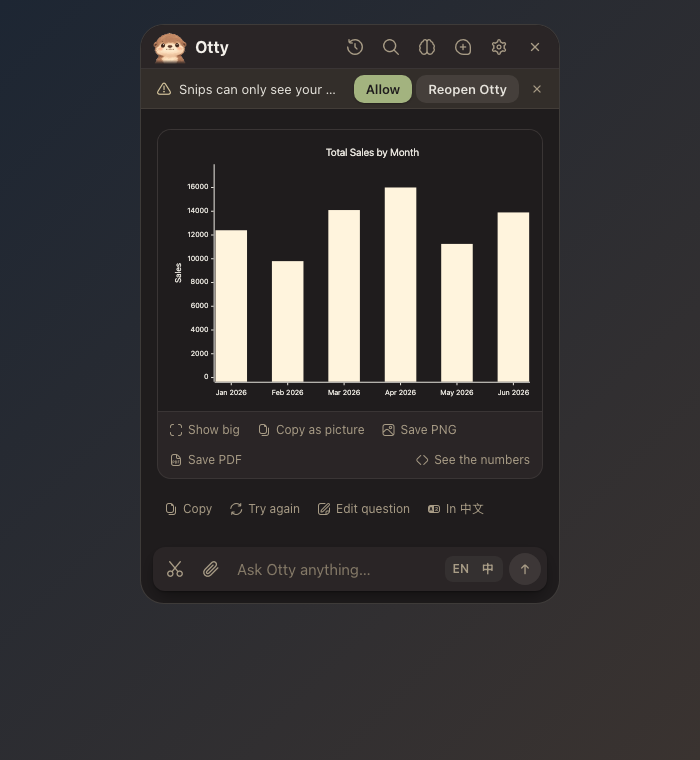 Otty
Snips can only see your ...
Allow
Reopen Otty
Total Sales by Month
Sales
16000
14000
12000
10000
8000
6000
4000
2000
0
Jan 2026 Feb 2026 Mar 2026 Apr 2026 May 2026 Jun 2026
Show big Copy as picture Save PNG
Save PDF See the numbers
Copy Try again Edit question In 中文
Ask Otty anything... EN 中